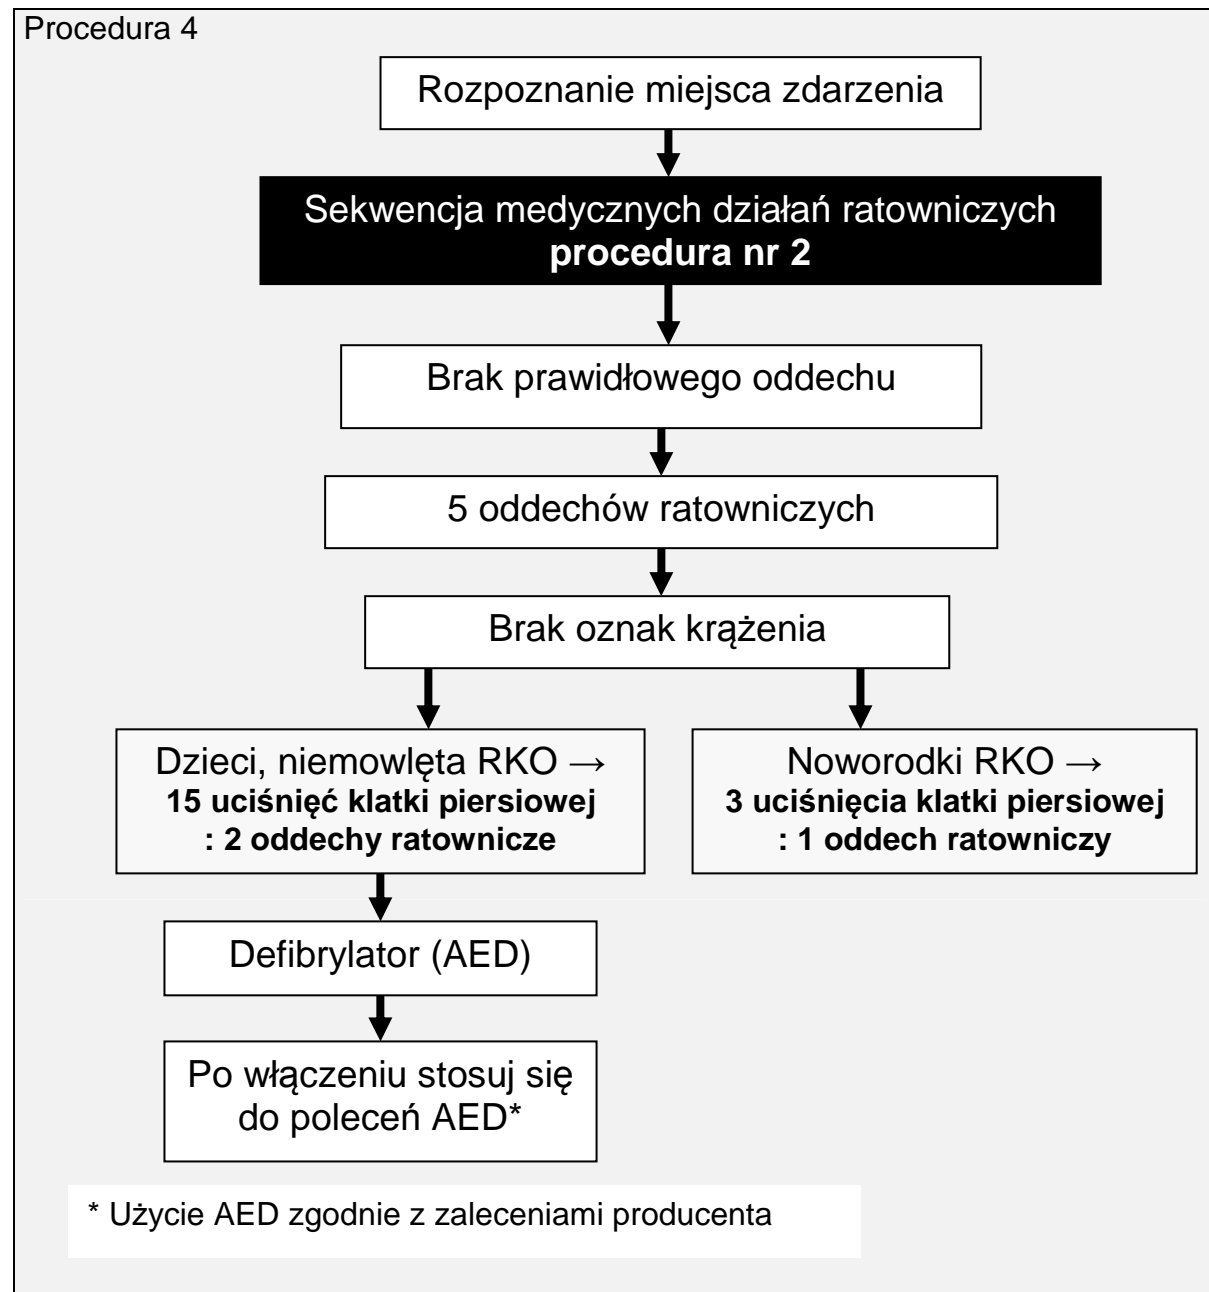 Procedura 4
Rozpoznanie miejsca zdarzenia
Sekwencja medycznych działań ratowniczych
procedura nr 2
Brak prawidłowego oddechu
5 oddechów ratowniczych
Brak oznak krążenia
Dzieci, niemowlęta RKO →
15 uciśnięć klatki piersiowej
: 2 oddechy ratownicze
Noworodki RKO →
3 uciśnięcia klatki piersiowej
: 1 oddech ratowniczy
Defibrylator (AED)
Po włączeniu stosuj się
do poleceń AED*
* Użycie AED zgodnie z zaleceniami producenta